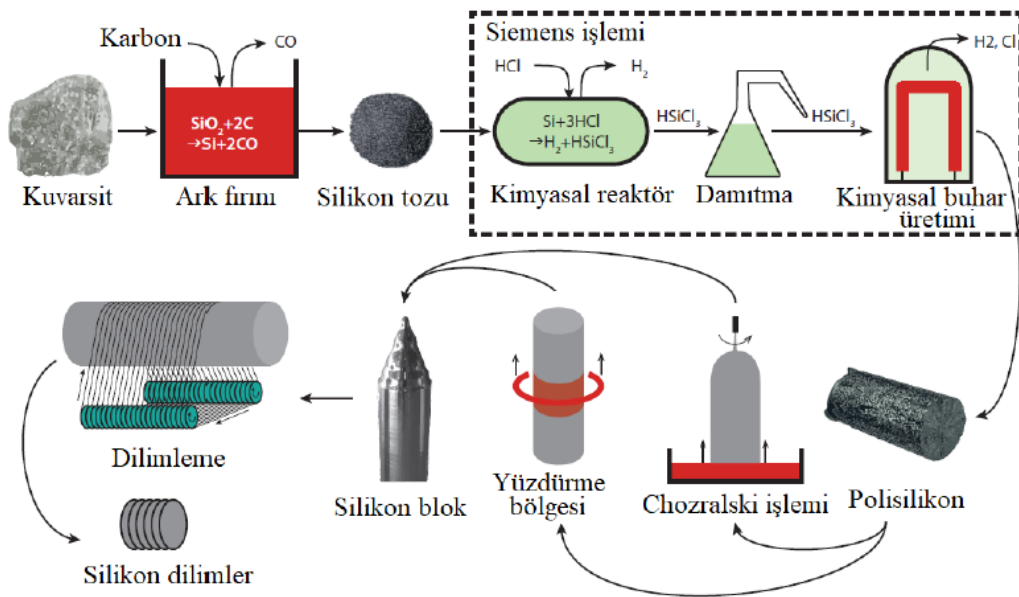 Karbon
CO
SiO₂+2C
→Si+2CO
Kuvarsit
Ark fırını
Silikon tozu
Siemens işlemi
HCl
H₂
Si+3HCl
→H₂+HSiCl₃
Kimyasal reaktör
HSiCl₃
Damıtma
HSiCl₃
H2, Cl
Kimyasal buhar
üretimi
Dilimleme
Silikon dilimler
Silikon blok
Yüzdürme
bölgesi
Chozralski işlemi
Polisilikon